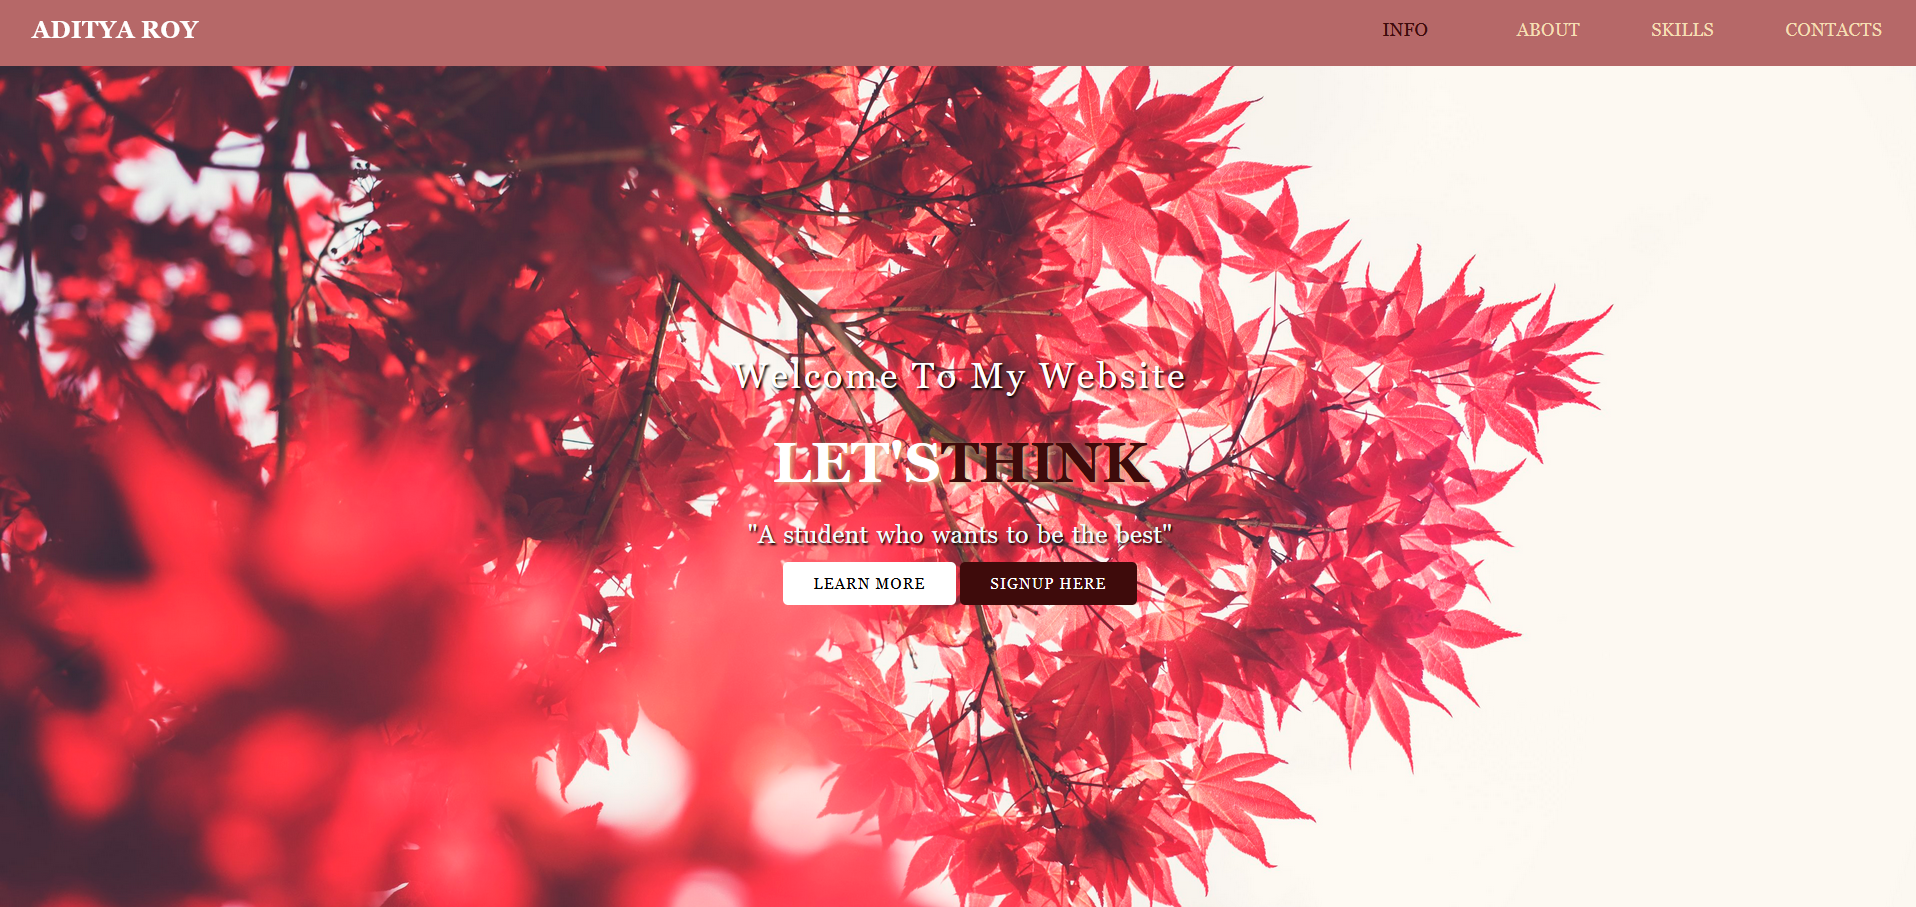 ADITYA ROY
INFO ABOUT SKILLS CONTACTS
Welcome To My Website
LET'STHINK
"A student who wants to be the best"
LEARN MORE SIGNUP HERE